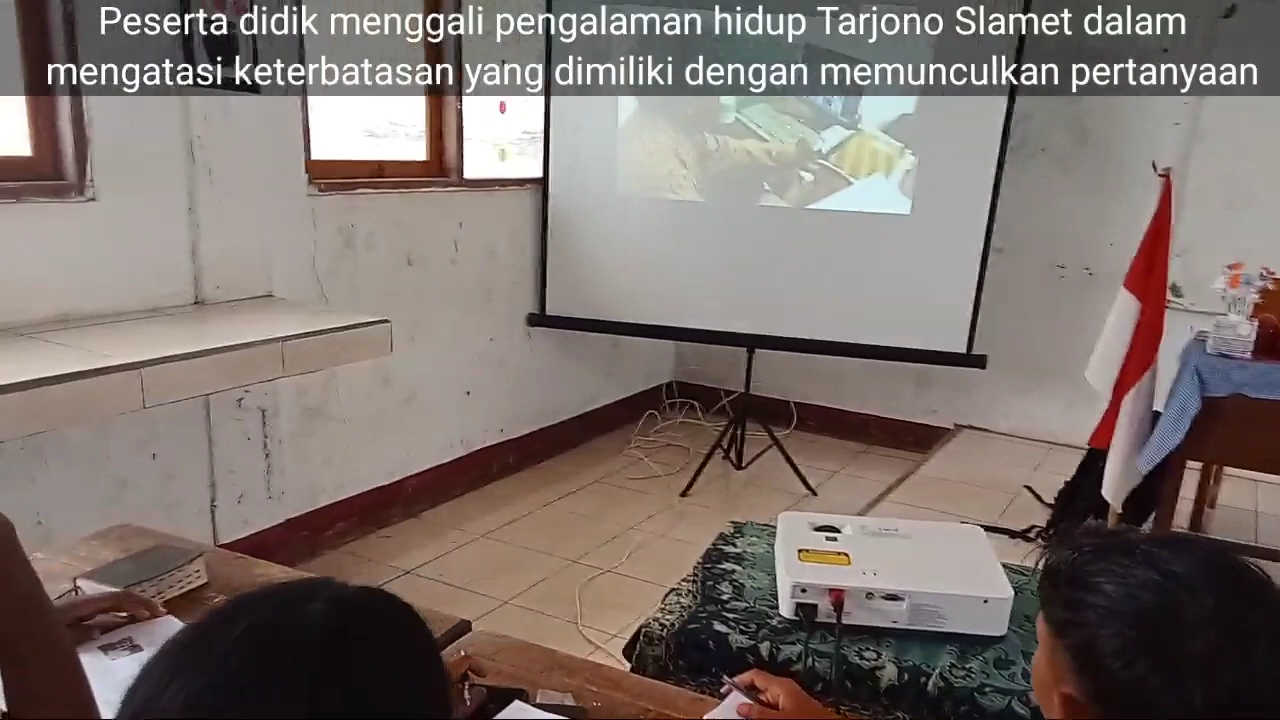 Peserta didik menggali pengalaman hidup Tarjono Slamet dalam
mengatasi keterbatasan yang dimiliki dengan memunculkan pertanyaan